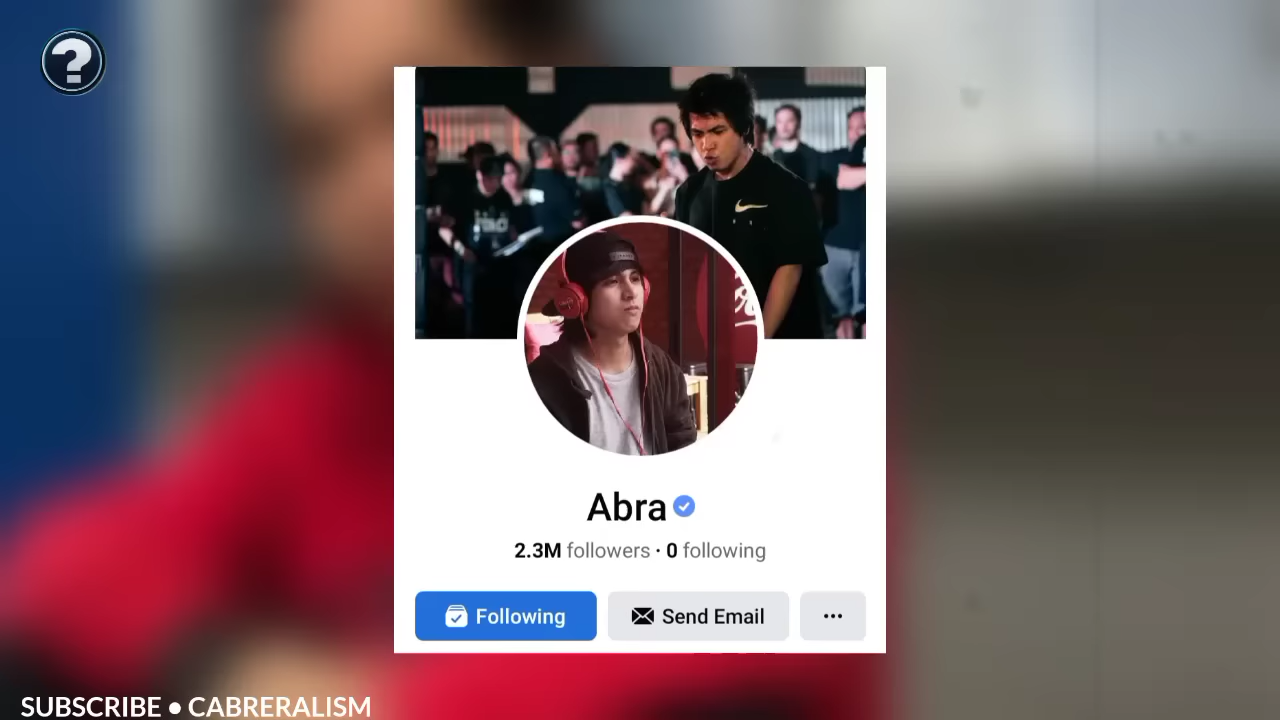 Abra
2.3M followers · 0 following
Following
Send Email
SUBSCRIBE ● CABRERALISM